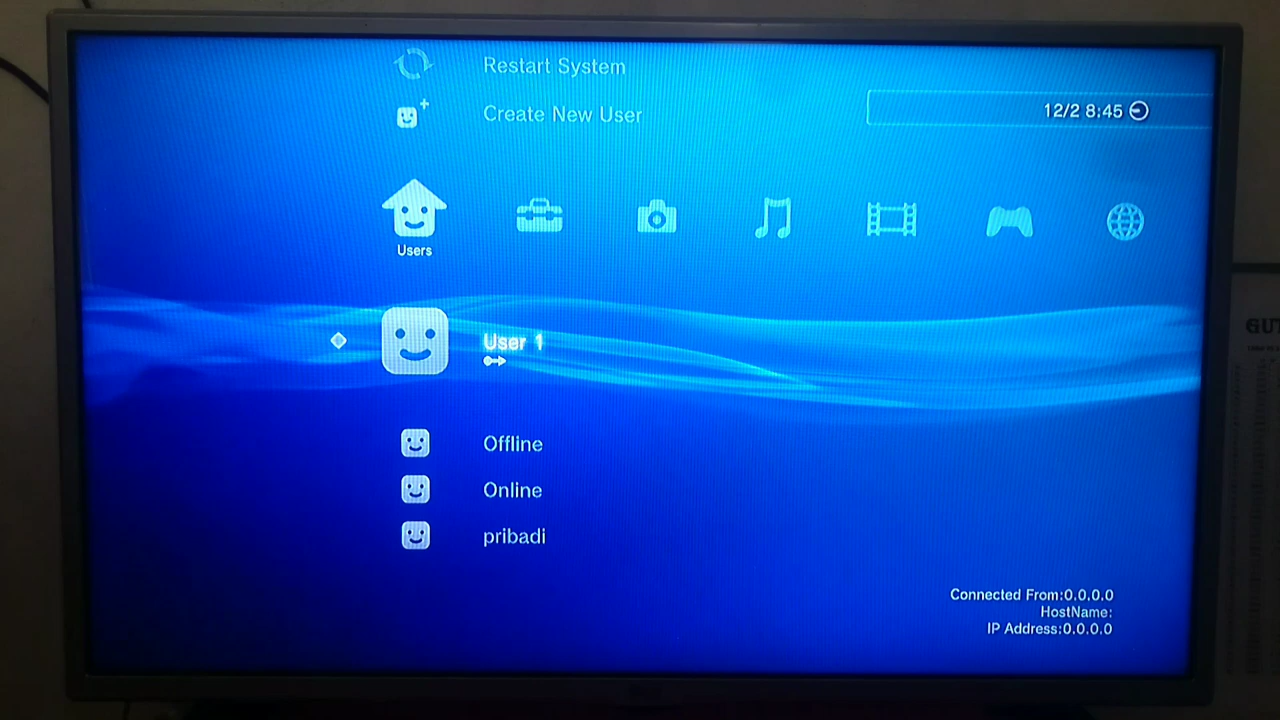 Restart System
Create New User
12/2 8:45
Users
User 1
Offline
Online
pribadi
Connected From:0.0.0.0
HostName:
IP Address:0.0.0.0